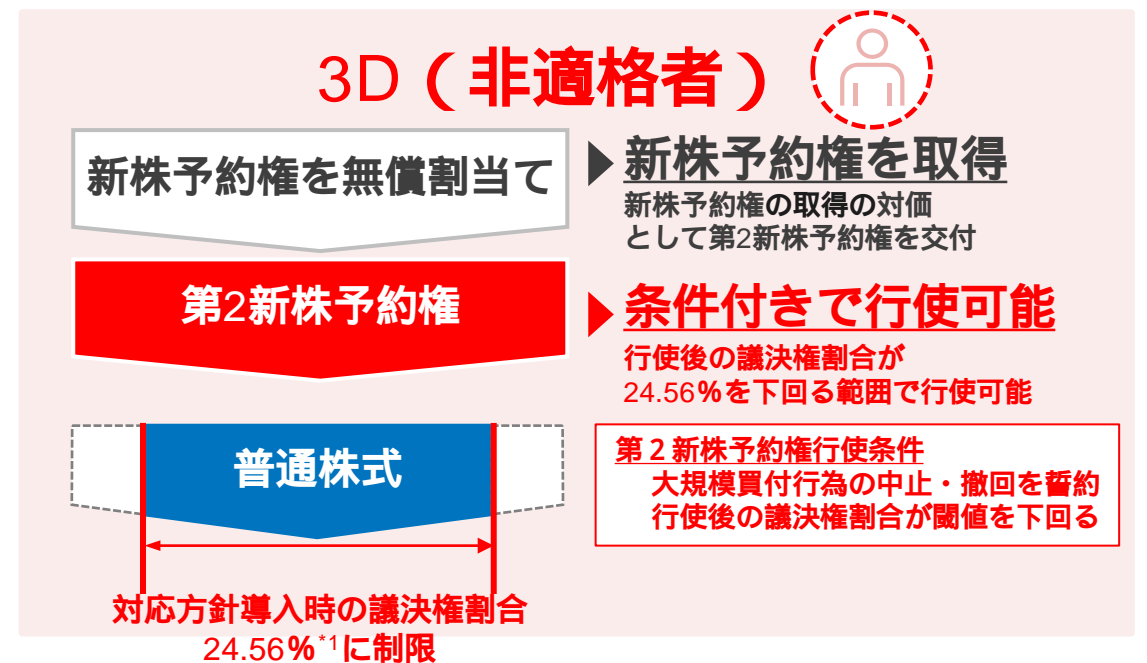 3D（非適格者）
新株予約権を無償割当て
新株予約権を取得
新株予約権の取得の対価
として第2新株予約権を交付
第2新株予約権
条件付きで行使可能
行使後の議決権割合が
24.56％を下回る範囲で行使可能
普通株式
第２新株予約権行使条件
大規模買付行為の中止・撤回を誓約
行使後の議決権割合が閾値を下回る
対応方針導入時の議決権割合
24.56％*1に制限